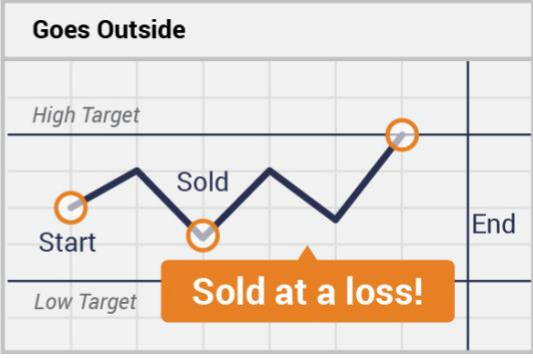 Goes Outside
High Target
Sold
Start
End
Low Target
Sold at a loss!